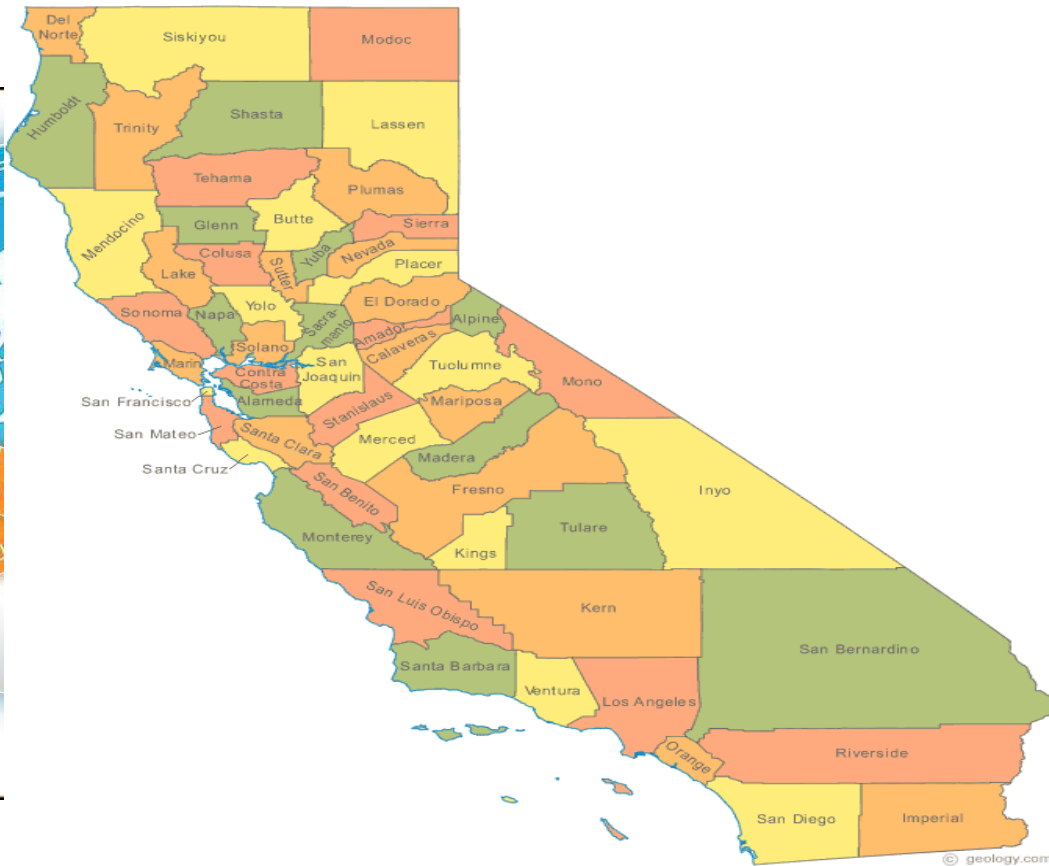 Del
Norte
Siskiyou
Modoc
Humboldt
Trinity
Shasta
Lassen
Tehama
Plumas
Mendocino
Glenn
Butte
Sierra
Lake
Colusa
Sutter
Yuba
Nevada
Placer
Sonoma
Napa
Yolo
El Dorado
Sacra-
manto
Alpine
Amador
Marin
Solano
Calaveras
San
Joaquin
Tuolumne
Mono
Contra
Costa
San Francisco
Alameda
Stanislaus
Mariposa
San Mateo
Santa Clara
Merced
Santa Cruz
Madera
San Benito
Fresno
Inyo
Monterey
Kings
Tulare
San Luis Obispo
Kern
San Bernardino
Santa Barbara
Ventura
Los Angeles
Orange
Riverside
San Diego
Imperial
© geology.com